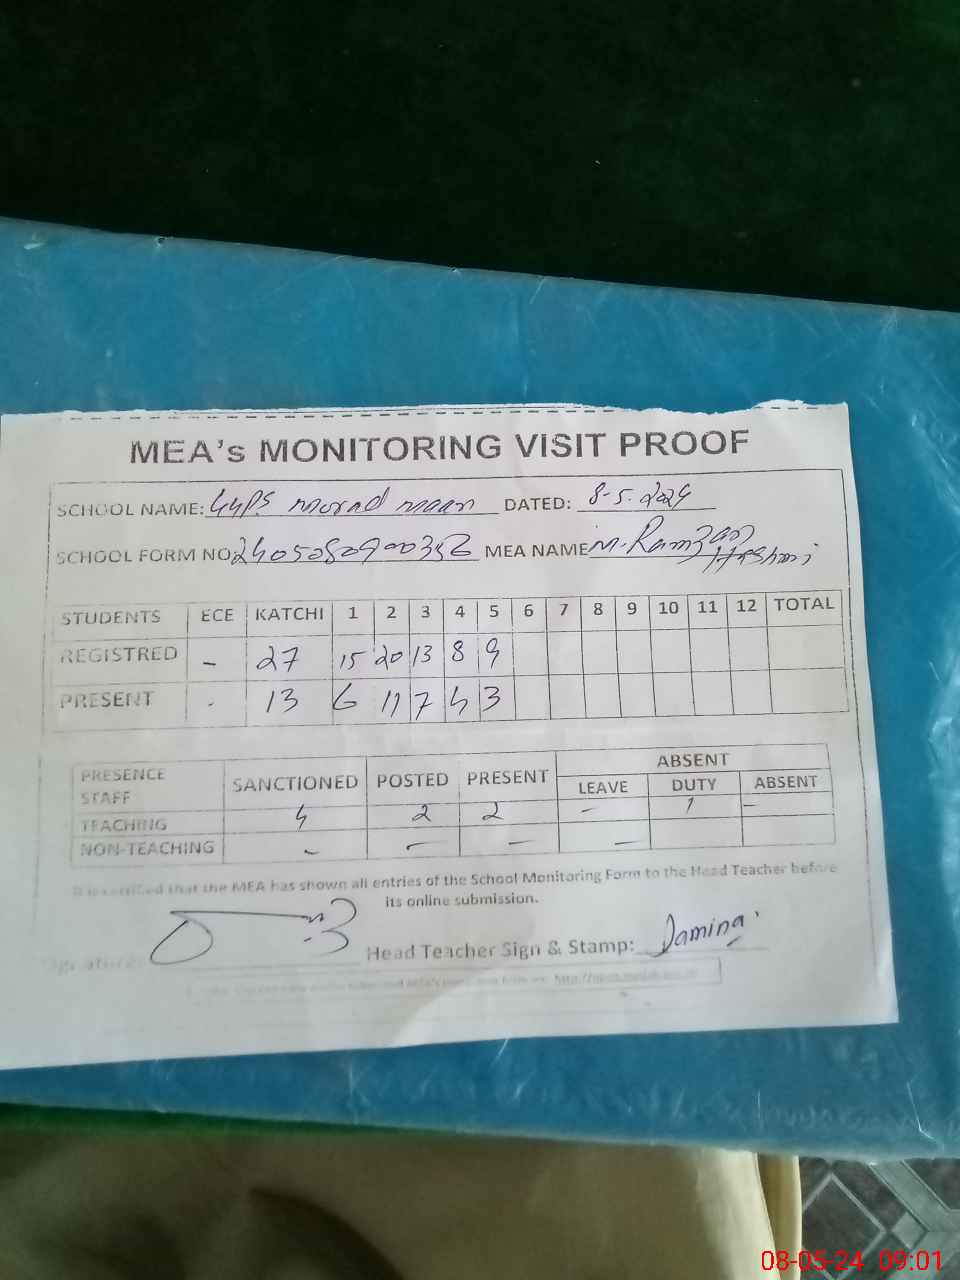 MEA's MONITORING VISIT PROOF
SCHOOL NAME: GGPS Morad DATED: 8-5-2024
SCHOOL FORM NO MEA NAME M. Ramzan Hashmi
STUDENTS ECE KATCHI 1 2 3 4 5 6 7 8 9 10 11 12 TOTAL
REGISTRED - 27 15 20 13 8 9
PRESENT - 13 6 11 7 4 3
PRESENCE STAFF SANCTIONED POSTED PRESENT ABSENT
LEAVE DUTY ABSENT
TEACHING 4 2 2 - 1 -
NON-TEACHING - - - -
It is certified that the MEA has shown all entries of the School Monitoring Form to the Head Teacher before
its online submission.
Head Teacher Sign & Stamp:
08-05-24 09:01